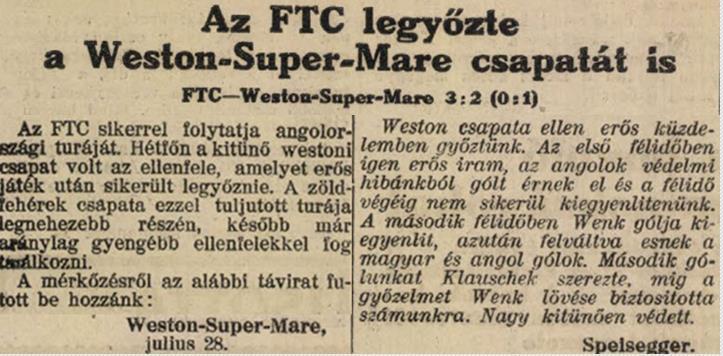 Az FTC legyőzte
a Weston-Super-Mare csapatát is
FTC—Weston-Super-Mare 3:2 (0:1)
Az FTC sikerrel folytatja angolor-
szági turáját. Hétfőn a kitünő westoni
csapat volt az ellenfele, amelyet erős
játék után sikerült legyőznie. A zöld-
fehérek csapata ezzel tuljutott turája
legnehezebb részén, később már
aránylag gyengébb ellenfelekkel fog
találkozni.
A mérkőzésről az alábbi távirat fu-
tott be hozzánk:
Weston-Super-Mare,
julius 28.
Weston csapata ellen erős küzde-
lemben győztünk. Az első félidőben
igen erős iram, az angolok védelmi
hibánkból gólt érnek el és a félidő
végéig nem sikerül kiegyenlitenünk.
A második félidőben Wenk gólja ki-
egyenlit, azután felváltva esnek a
magyar és angol gólok. Második gó-
lunkat Klauschek szerezte, mig a
győzelmet Wenk lövése biztositotta
számunkra. Nagy kitünően védett.
Spelsegger.